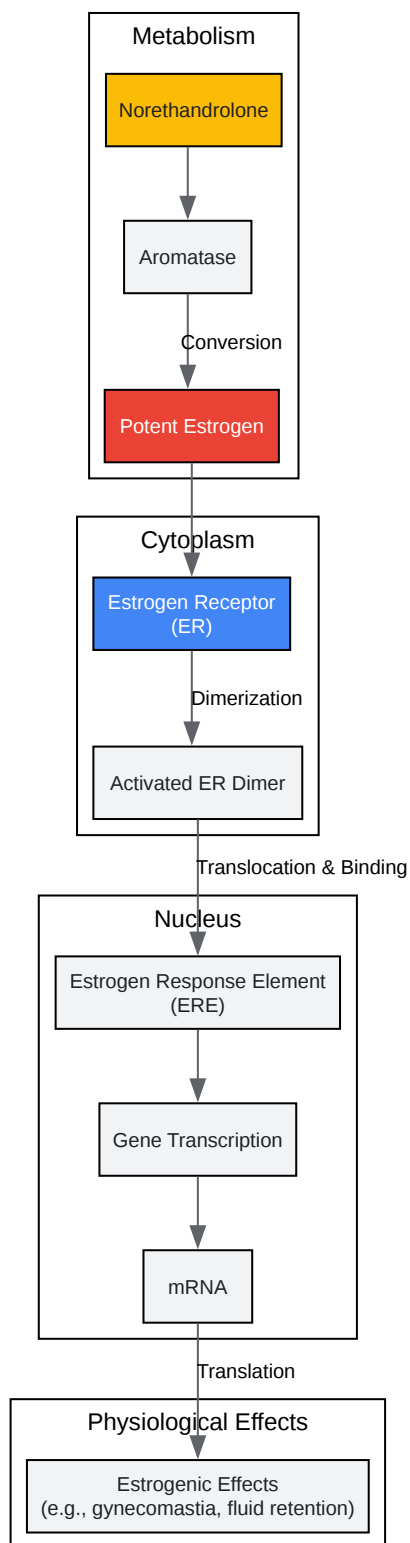 Metabolism
Norethandrolone
Aromatase
Conversion
Potent Estrogen
Cytoplasm
Estrogen Receptor
(ER)
Dimerization
Activated ER Dimer
Translocation & Binding
Nucleus
Estrogen Response Element
(ERE)
Gene Transcription
mRNA
Translation
Physiological Effects
Estrogenic Effects
(e.g., gynecomastia, fluid retention)